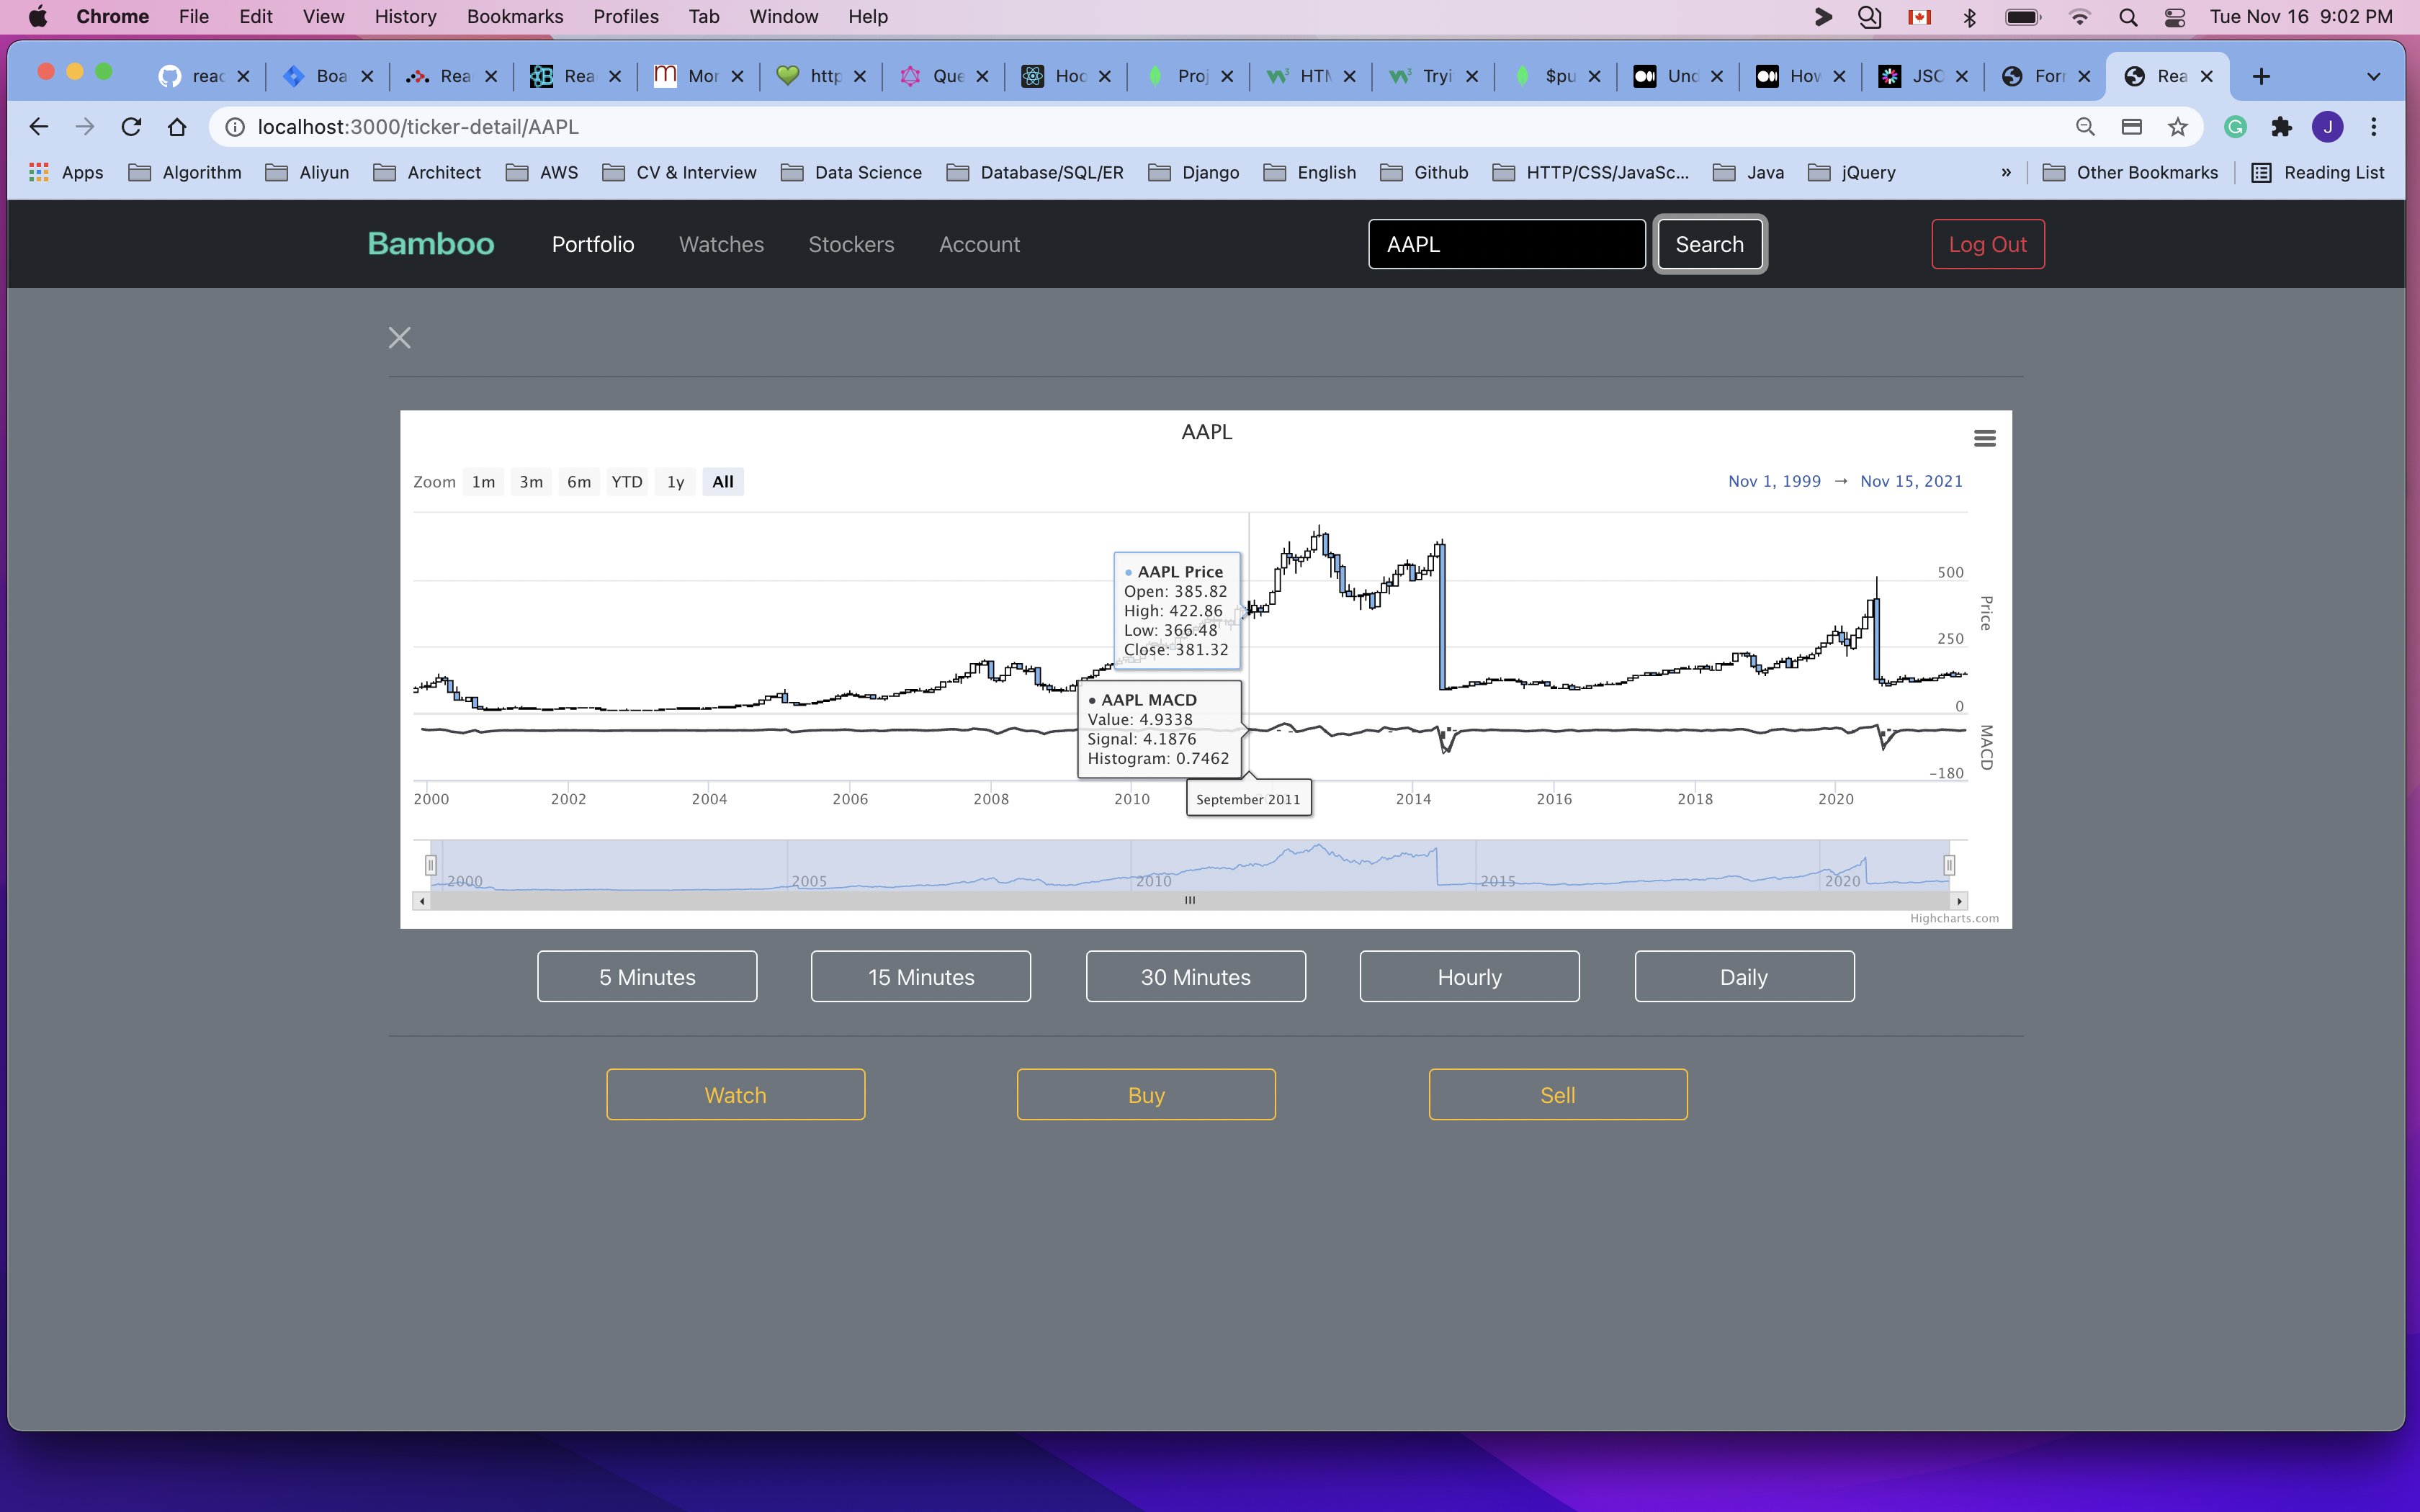 Chrome File Edit View History Bookmarks Profiles Tab Window Help Tue Nov 16 9:02 PM
reac Boa Rea Rea Mor http Que Hoc Proj HTM Tryi $pu Und How JSO Forr Rea
localhost:3000/ticker-detail/AAPL J
Apps Algorithm Aliyun Architect AWS CV & Interview Data Science Database/SQL/ER Django English Github HTTP/CSS/JavaSc... Java jQuery » Other Bookmarks Reading List
Bamboo Portfolio Watches Stockers Account AAPL Search Log Out
AAPL
Zoom 1m 3m 6m YTD 1y All Nov 1, 1999 → Nov 15, 2021
AAPL Price
Open: 385.82
High: 422.86
Low: 366.48
Close: 381.32
500
250
0
Price
AAPL MACD
Value: 4.9338
Signal: 4.1876
Histogram: 0.7462
MACD
-180
2000 2002 2004 2006 2008 2010 September 2011 2014 2016 2018 2020
2000 2005 2010 2015 2020
Highcharts.com
5 Minutes 15 Minutes 30 Minutes Hourly Daily
Watch Buy Sell